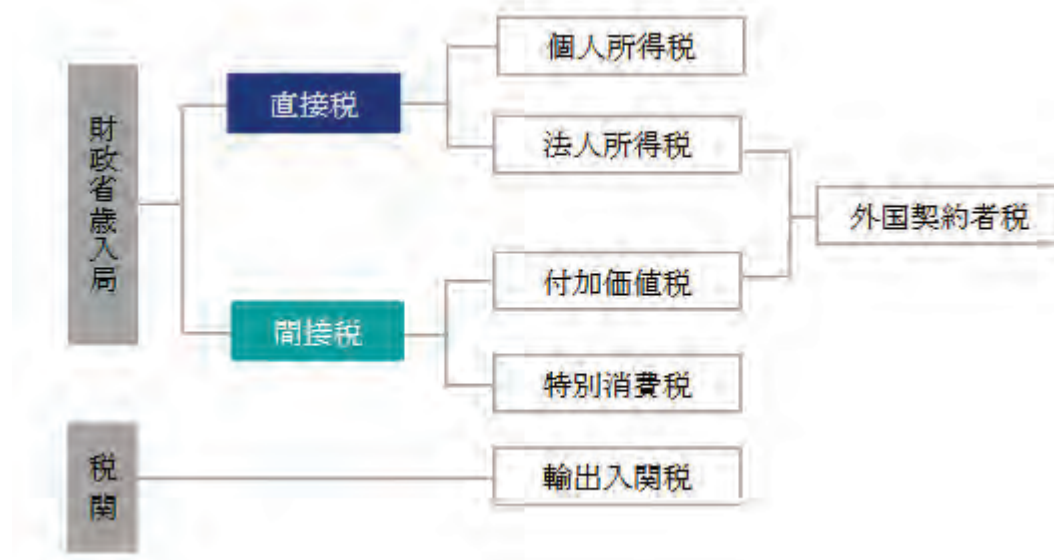 財政省歳入局
直接税
個人所得税
法人所得税
外国契約者税
間接税
付加価値税
特別消費税
税関
輸出入関税